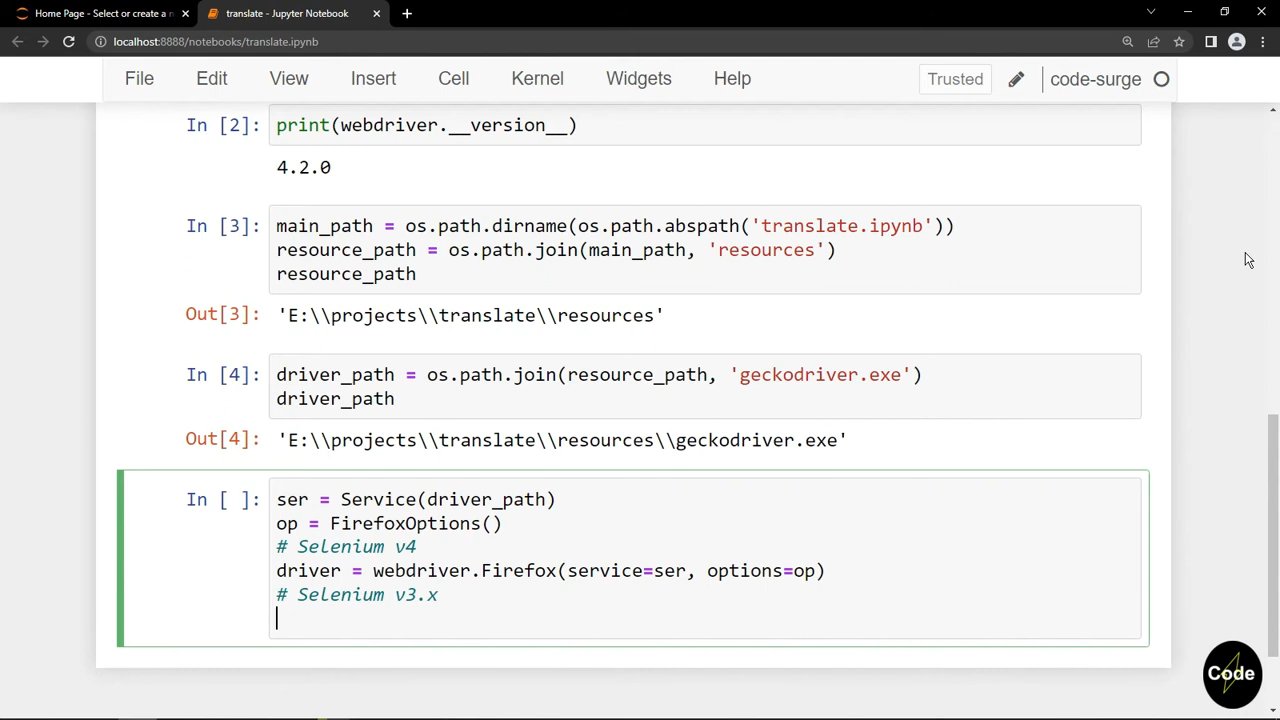 Home Page - Select or create a n
translate - Jupyter Notebook
localhost:8888/notebooks/translate.ipynb
File Edit View Insert Cell Kernel Widgets Help Trusted code-surge
In [2]: print(webdriver.__version__)
4.2.0
In [3]: main_path = os.path.dirname(os.path.abspath('translate.ipynb'))
resource_path = os.path.join(main_path, 'resources')
resource_path
Out[3]: 'E:\\projects\\translate\\resources'
In [4]: driver_path = os.path.join(resource_path, 'geckodriver.exe')
driver_path
Out[4]: 'E:\\projects\\translate\\resources\\geckodriver.exe'
In [ ]: ser = Service(driver_path)
op = FirefoxOptions()
# Selenium v4
driver = webdriver.Firefox(service=ser, options=op)
# Selenium v3.x
Code